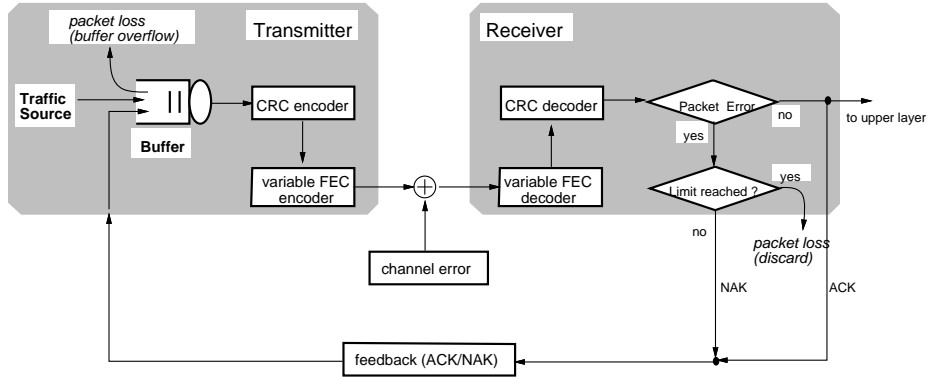 packet loss
(buffer overflow)
Transmitter
Receiver
Traffic
Source
Buffer
CRC encoder
variable FEC
encoder
channel error
CRC decoder
variable FEC
decoder
Packet Error
no
yes
to upper layer
Limit reached ?
yes
no
packet loss
(discard)
NAK
ACK
feedback (ACK/NAK)